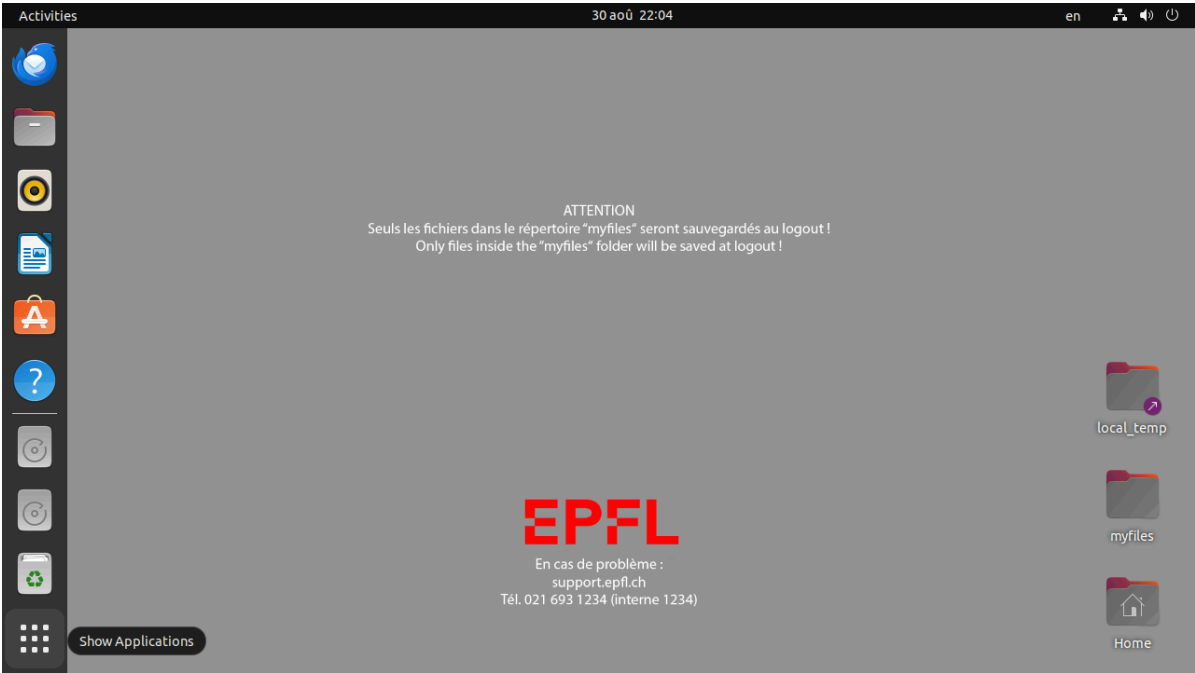 Activities
30 aoû 22:04
en
ATTENTION
Seuls les fichiers dans le répertoire “myfiles” seront sauvegardés au logout !
Only files inside the “myfiles” folder will be saved at logout !
local_temp
EPFL
myfiles
En cas de problème :
support.epfl.ch
Tél. 021 693 1234 (interne 1234)
Show Applications
Home